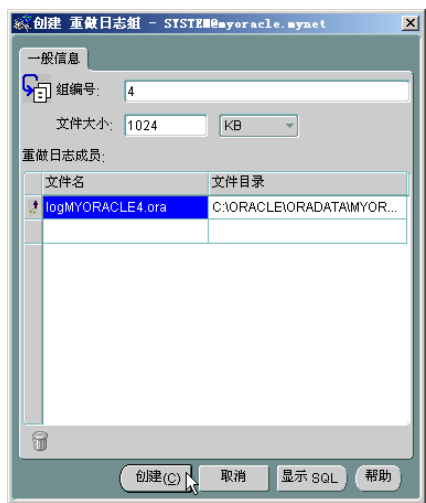 创建 重做日志组 - SYSTEM@myoracle.mynet
一般信息
组编号: 4
文件大小: 1024 KB
重做日志成员:
文件名 文件目录
logMYORACLE4.ora C:\ORACLE\ORADATA\MYOR...
创建(C) 取消 显示 SQL 帮助